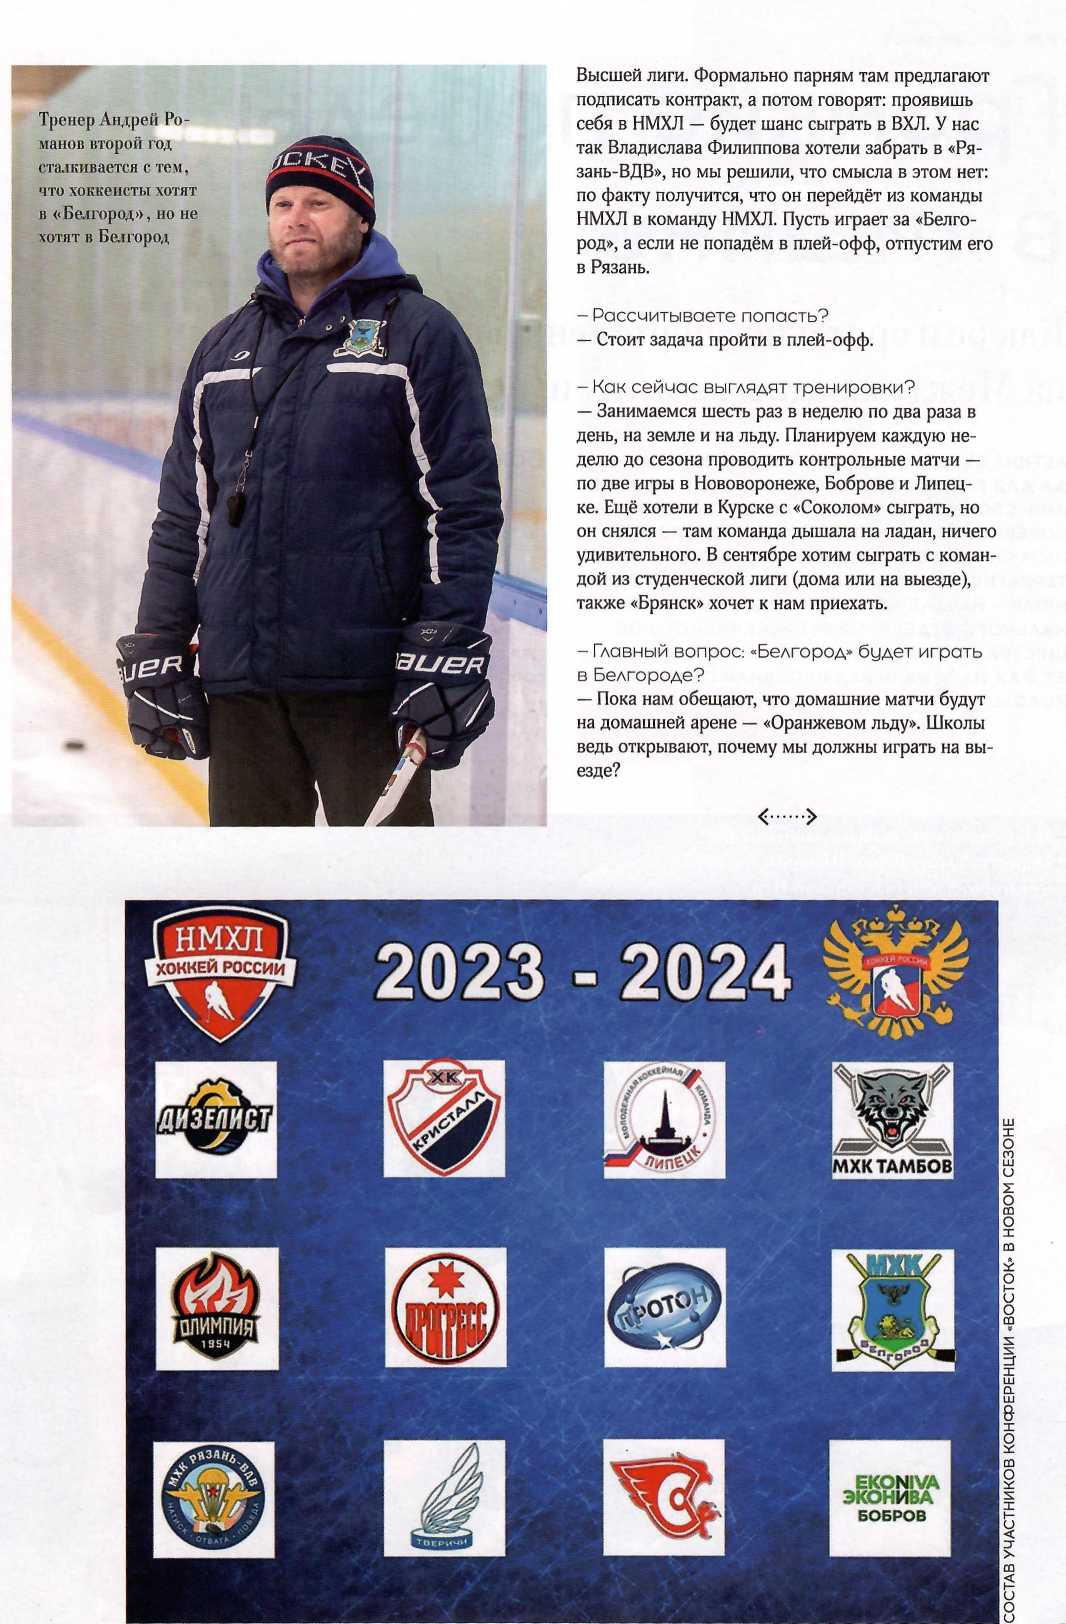 Тренер Андрей Ро-
манов второй год
сталкивается с тем,
что хоккеисты хотят
в «Белгород», но не
хотят в Белгород
OCKEY
BAUER
BAUER
Высшей лиги. Формально парням там предлагают
подписать контракт, а потом говорят: проявишь
себя в НМХЛ — будет шанс сыграть в ВХЛ. У нас
так Владислава Филиппова хотели забрать в «Ря-
зань-ВДВ», но мы решили, что смысла в этом нет:
по факту получится, что он перейдёт из команды
НМХЛ в команду НМХЛ. Пусть играет за «Белго-
род», а если не попадём в плей-офф, отпустим его
в Рязань.
— Рассчитываете попасть?
— Стоит задача пройти в плей-офф.
— Как сейчас выглядят тренировки?
— Занимаемся шесть раз в неделю по два раза в
день, на земле и на льду. Планируем каждую не-
делю до сезона проводить контрольные матчи —
по две игры в Нововоронеже, Боброве и Липец-
ке. Ещё хотели в Курске с «Соколом» сыграть, но
он снялся — там команда дышала на ладан, ничего
удивительного. В сентябре хотим сыграть с коман-
дой из студенческой лиги (дома или на выезде),
также «Брянск» хочет к нам приехать.
— Главный вопрос: «Белгород» будет играть
в Белгороде?
— Пока нам обещают, что домашние матчи будут
на домашней арене — «Оранжевом льду». Школы
ведь открывают, почему мы должны играть на вы-
езде?
НМХЛ
ХОККЕЙ РОССИИ
2023 - 2024
ХОККЕЙ РОССИИ
ДИЗЕЛИСТ
ХК
КРИСТАЛЛ
МОЛОДЕЖНАЯ ХОККЕЙНАЯ КОМАНДА
ЛИПЕЦК
МХК ТАМБОВ
ОЛИМПИЯ
1954
ПРОГРЕСС
ПРОТОН
МХК
БЕЛГОРОД
МХК РЯЗАНЬ-ВДВ
НАТИСК · ОТВАГА · ПОБЕДА
ТВЕРИЧИ
EKONIVA
ЭКОНИВА
БОБРОВ
СОСТАВ УЧАСТНИКОВ КОНФЕРЕНЦИИ «ВОСТОК» В НОВОМ СЕЗОНЕ